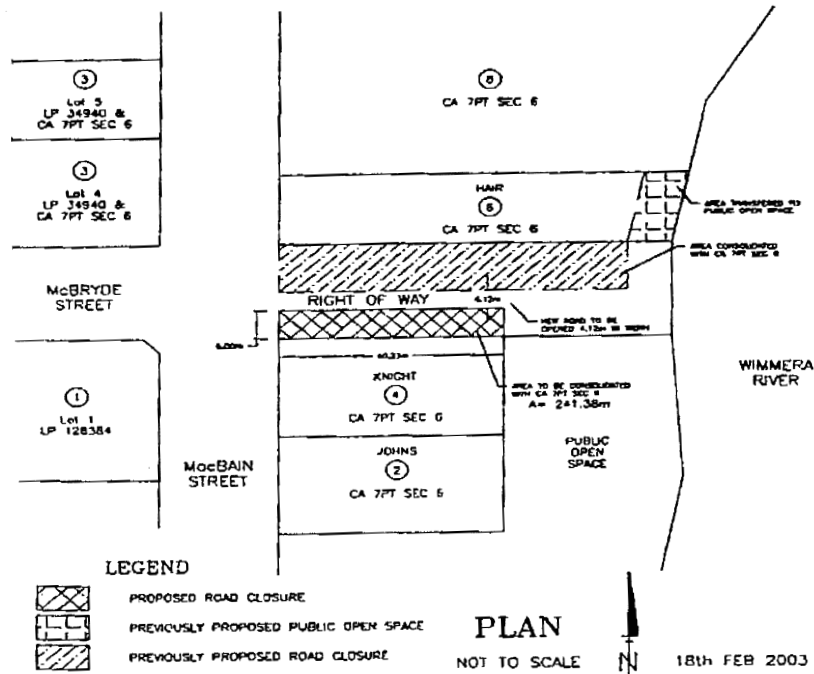 3
Lot 5
LP 34940 &
CA 7PT SEC 6
3
Lot 4
LP 34940 &
CA 7PT SEC 6
8
CA 7PT SEC 6
HAIR
6
CA 7PT SEC 6
AREA TRANSFERED TO
PUBLIC OPEN SPACE
AREA CONSOLIDATED
WITH CA 7PT SEC 6
McBRYDE
STREET
RIGHT OF WAY
4.12m
NEW ROAD TO BE
OPENED 4.12m IN WIDTH
6.00m
40.23m
AREA TO BE CONSOLIDATED
WITH CA 7PT SEC 6
A= 241.38m
KNIGHT
4
CA 7PT SEC 6
1
Lot 1
LP 128384
MacBAIN
STREET
JOHNS
2
CA 7PT SEC 6
PUBLIC
OPEN
SPACE
WIMMERA
RIVER
LEGEND
PROPOSED ROAD CLOSURE
PREVIOUSLY PROPOSED PUBLIC OPEN SPACE
PREVIOUSLY PROPOSED ROAD CLOSURE
PLAN
NOT TO SCALE
N
18th FEB 2003